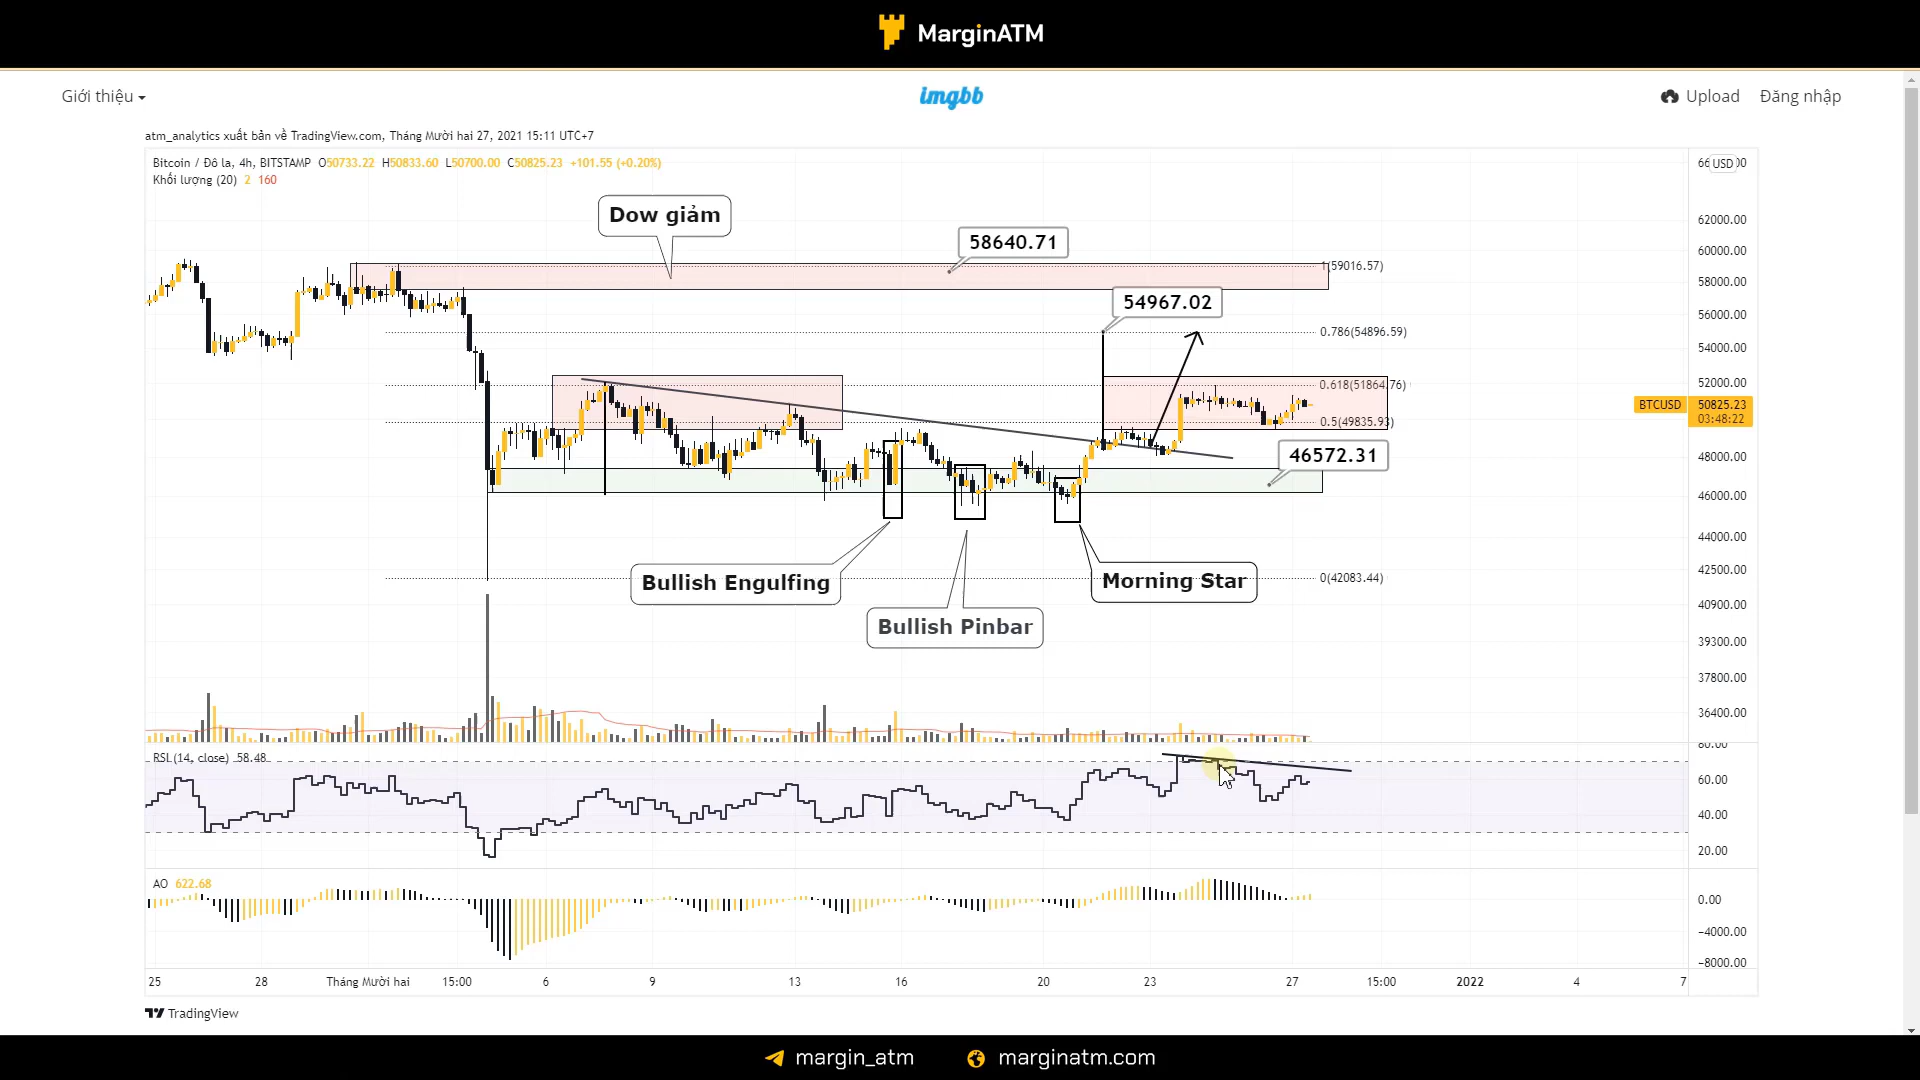 MarginATM
Giới thiệu
imgbb
Upload
Đăng nhập
atm_analytics xuất bản về TradingView.com, Tháng Mười hai 27, 2021 15:11 UTC+7
Bitcoin / Đô la, 4h, BITSTAMP O50733.22 H50833.60 L50700.00 C50825.23 +101.55 (+0.20%)
Khối lượng (20) 2 160
USD
62000.00
60000.00
58000.00
56000.00
54000.00
52000.00
BTCUSD 50825.23
03:48:22
48000.00
46000.00
44000.00
42500.00
40900.00
39300.00
37800.00
36400.00
Dow giảm
58640.71
1(59016.57)
54967.02
0.786(54896.59)
0.618(51864.76)
0.5(49835.93)
46572.31
0(42083.44)
Bullish Engulfing
Morning Star
Bullish Pinbar
RSI (14, close) 58.48
80.00
60.00
40.00
20.00
AO 622.68
0.00
−4000.00
−8000.00
25 28 Tháng Mười hai 15:00 6 9 13 16 20 23 27 15:00 2022 4 7
TradingView
margin_atm
marginatm.com